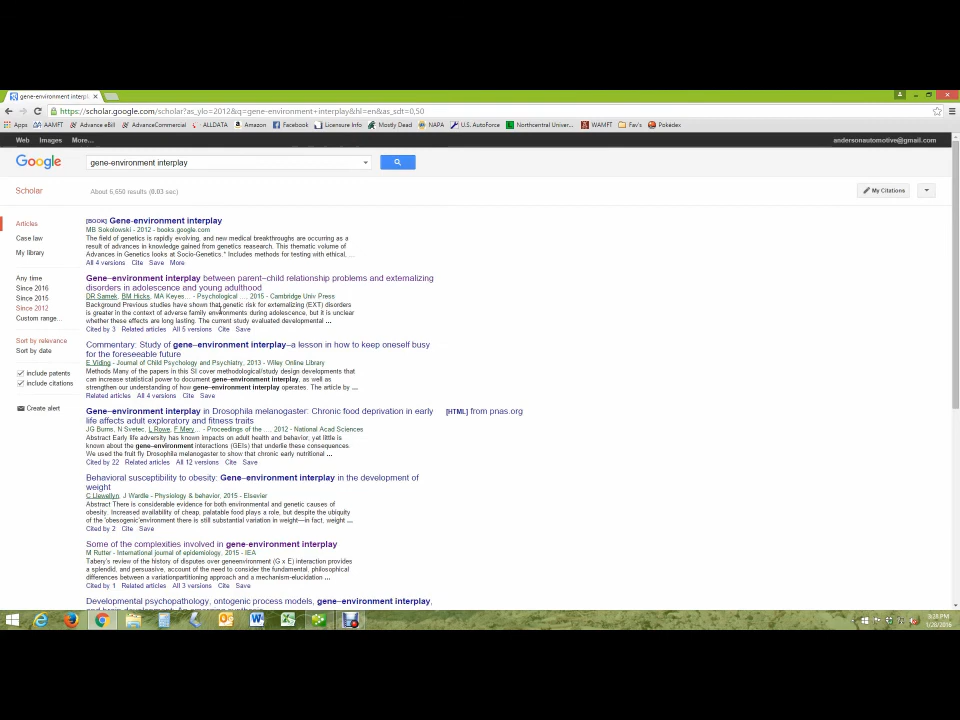 gene-environment interpl
https://scholar.google.com/scholar?as_ylo=2012&q=gene-environment+interplay&hl=en&as_sdt=0,50
Apps AAMFT Advance eBill AdvanceCommercial ALLDATA Amazon Facebook Licensure Info Mostly Dead NAPA U.S. AutoForce Northcentral Univer... WAMFT Fav's Pokédex
Web Images More... andersonautomotive@gmail.com
Google gene-environment interplay
Scholar About 6,650 results (0.03 sec) My Citations
Articles
Case law
My library
Any time
Since 2016
Since 2015
Since 2012
Custom range...
Sort by relevance
Sort by date
include patents
include citations
Create alert
[BOOK] Gene-environment interplay
MB Sokolowski - 2012 - books.google.com
The field of genetics is rapidly evolving, and new medical breakthroughs are occurring as a
result of advances in knowledge gained from genetics reasearch. This thematic volume of
Advances in Genetics looks at Socio-Genetics.* Includes methods for testing with ethical, ...
All 4 versions Cite Save More
Gene–environment interplay between parent–child relationship problems and externalizing
disorders in adolescence and young adulthood
DR Samek, BM Hicks, MA Keyes... - Psychological ..., 2015 - Cambridge Univ Press
Background Previous studies have shown that genetic risk for externalizing (EXT) disorders
is greater in the context of adverse family environments during adolescence, but it is unclear
whether these effects are long lasting. The current study evaluated developmental ...
Cited by 3 Related articles All 5 versions Cite Save
Commentary: Study of gene–environment interplay–a lesson in how to keep oneself busy
for the foreseeable future
E Viding - Journal of Child Psychology and Psychiatry, 2013 - Wiley Online Library
Methods Many of the papers in this SI cover methodological/study design developments that
can increase statistical power to document gene–environment interplay, as well as
strengthen our understanding of how gene–environment interplay operates. The article by ...
Related articles All 4 versions Cite Save
Gene–environment interplay in Drosophila melanogaster: Chronic food deprivation in early
life affects adult exploratory and fitness traits
[HTML] from pnas.org
JG Burns, N Svetec, L Rowe, F Mery... - Proceedings of the ..., 2012 - National Acad Sciences
Abstract Early life adversity has known impacts on adult health and behavior, yet little is
known about the gene–environment interactions (GEIs) that underlie these consequences.
We used the fruit fly Drosophila melanogaster to show that chronic early nutritional ...
Cited by 22 Related articles All 12 versions Cite Save
Behavioral susceptibility to obesity: Gene–environment interplay in the development of
weight
C Llewellyn, J Wardle - Physiology & behavior, 2015 - Elsevier
Abstract There is considerable evidence for both environmental and genetic causes of
obesity. Increased availability of cheap, palatable food plays a role, but despite the ubiquity
of the 'obesogenic'environment there is still substantial variation in weight—in fact, weight ...
Cited by 2 Cite Save
Some of the complexities involved in gene-environment interplay
M Rutter - International journal of epidemiology, 2015 - IEA
Tabery's review of the history of disputes over geneenvironment (G x E) interaction provides
a splendid, and persuasive, account of the need to consider the fundamental, philosophical
differences between a variationpartitioning approach and a mechanism-elucidation ...
Cited by 1 Related articles All 3 versions Cite Save
Developmental psychopathology, ontogenic process models, gene–environment interplay,
3:28 PM
1/28/2016